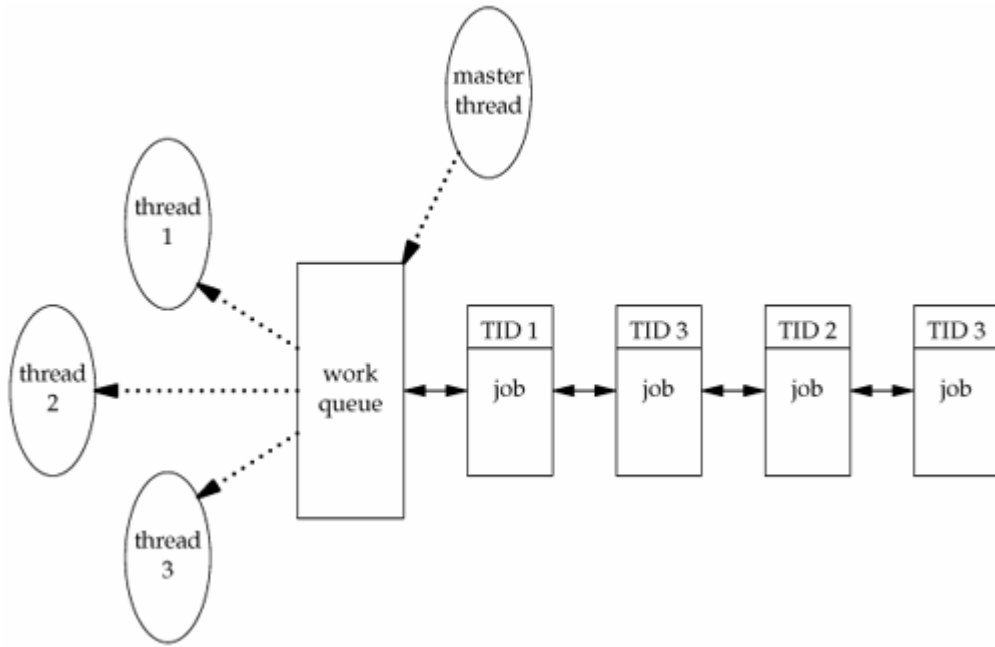 master
thread
thread
1
thread
2
thread
3
work
queue
TID 1
job
TID 3
job
TID 2
job
TID 3
job